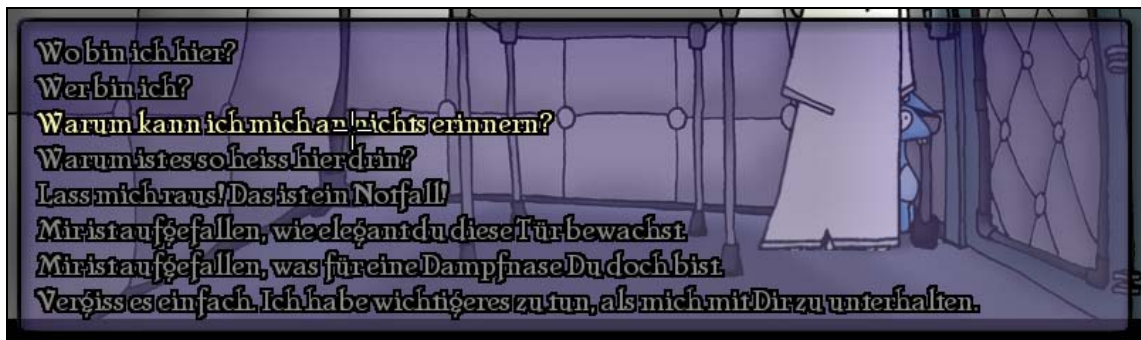 Wo bin ich hier?
Wer bin ich?
Warum kann ich mich an nichts erinnern?
Warum ist es so heiss hier drin?
Lass mich raus! Das ist ein Notfall!
Mir ist aufgefallen, wie elegant du diese Tür bewachst.
Mir ist aufgefallen, was für eine Dampfnase Du doch bist.
Vergiss es einfach. Ich habe wichtigeres zu tun, als mich mit Dir zu unterhalten.